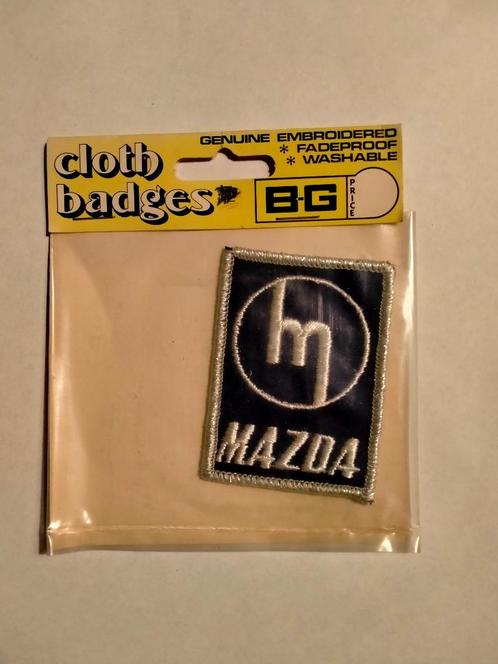 cloth
badges
GENUINE EMBROIDERED
* FADEPROOF
* WASHABLE
B-G
PRICE
m
MAZDA